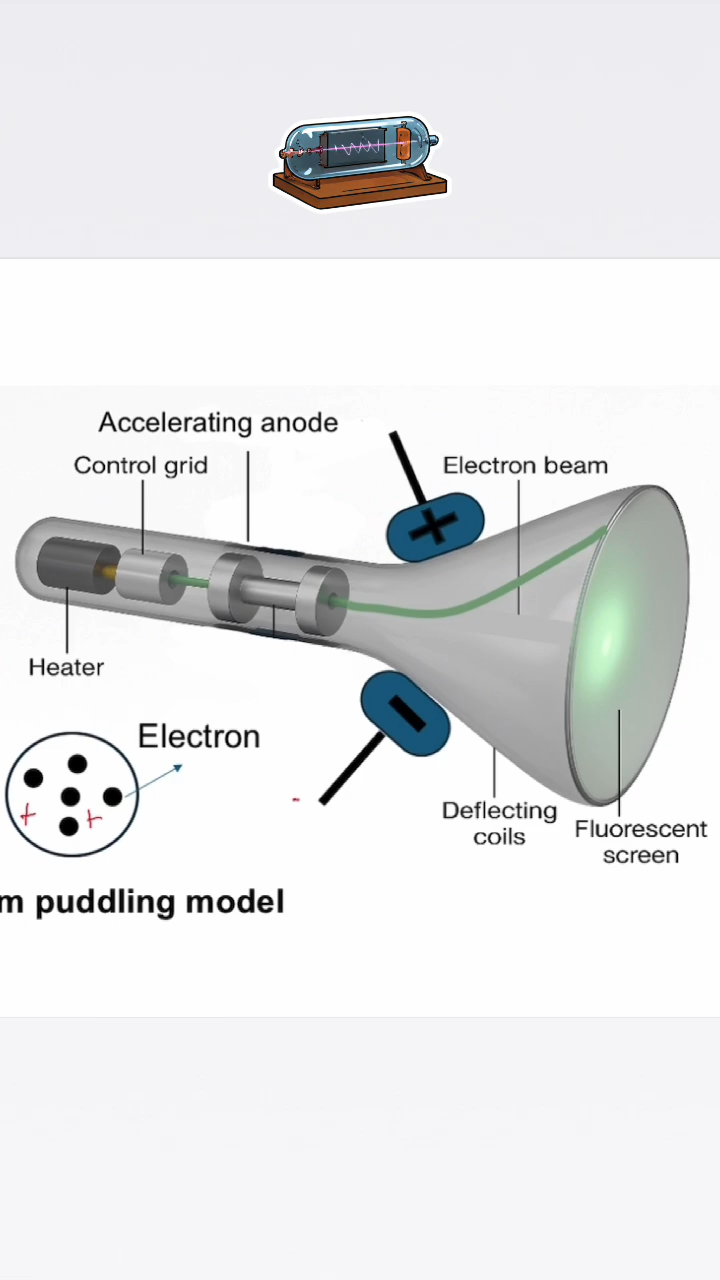 Accelerating anode
Control grid
Electron beam
+
Heater
Electron
+ +
-
-
Deflecting
coils
Fluorescent
screen
m puddling model